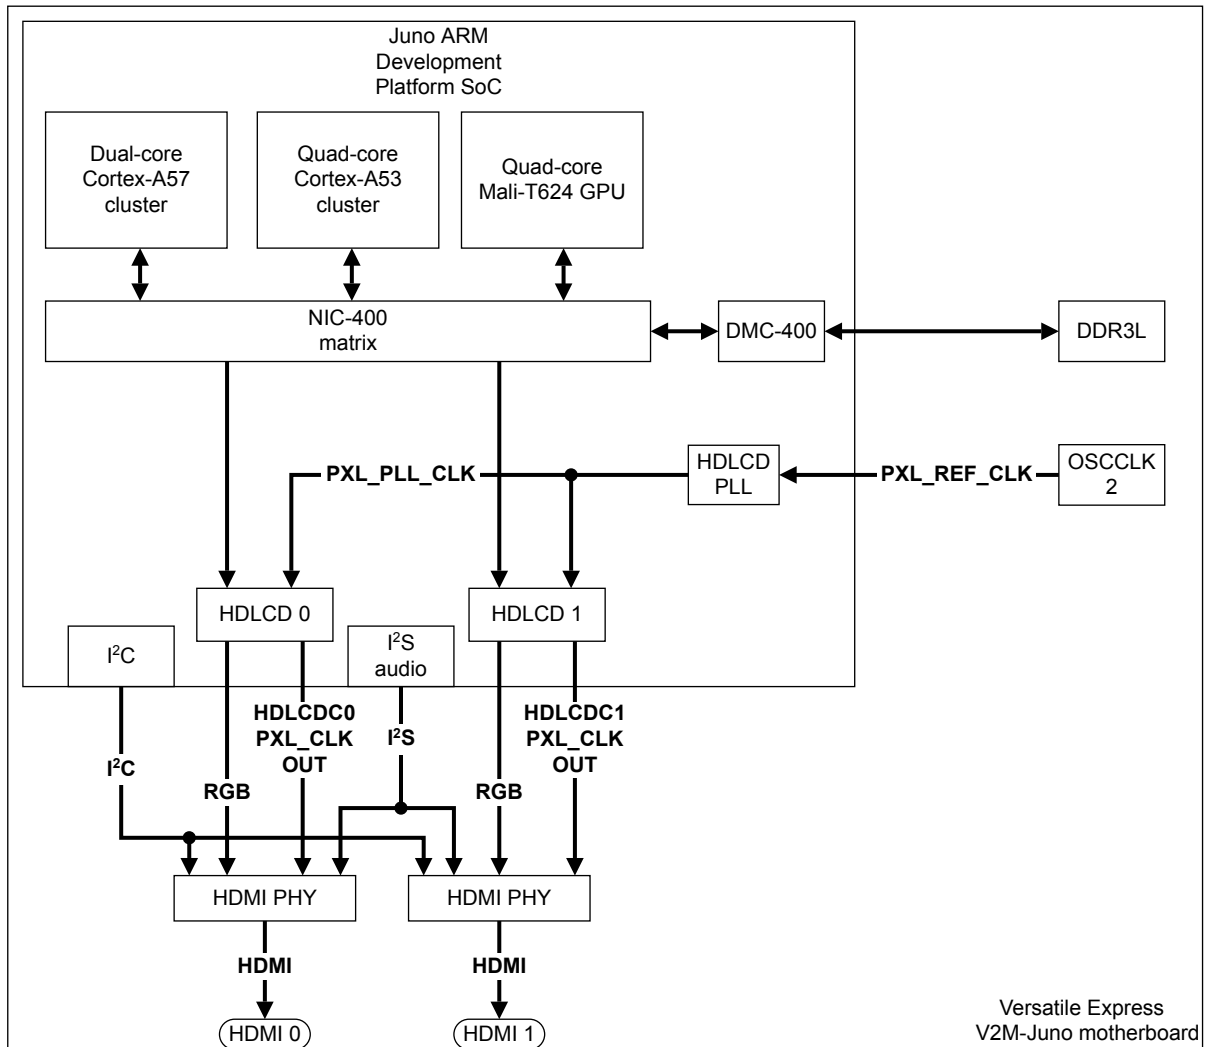 Juno ARM
Development
Platform SoC
Dual-core
Cortex-A57
cluster
Quad-core
Cortex-A53
cluster
Quad-core
Mali-T624 GPU
NIC-400
matrix
DMC-400
DDR3L
PXL_PLL_CLK
HDLCD
PLL
PXL_REF_CLK
OSCCLK
2
HDLCD 0
HDLCD 1
I²C
I²S
audio
HDLCDC0
PXL_CLK
OUT
I²S
HDLCDC1
PXL_CLK
OUT
I²C
RGB
RGB
HDMI PHY
HDMI PHY
HDMI
HDMI
HDMI 0
HDMI 1
Versatile Express
V2M-Juno motherboard